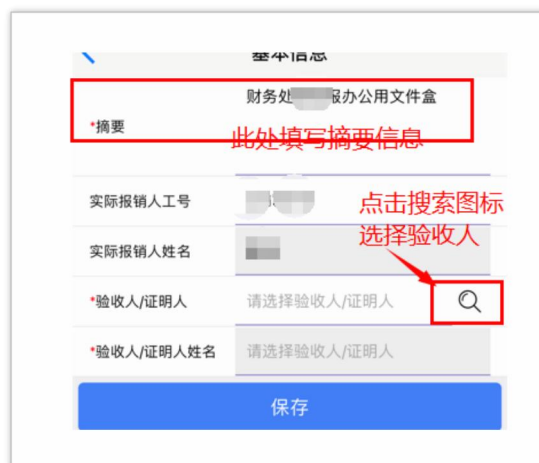 基本信息
财务处 报办公用文件盒
*摘要
此处填写摘要信息
实际报销人工号
点击搜索图标
选择验收人
实际报销人姓名
*验收人/证明人 请选择验收人/证明人
*验收人/证明人姓名 请选择验收人/证明人
保存